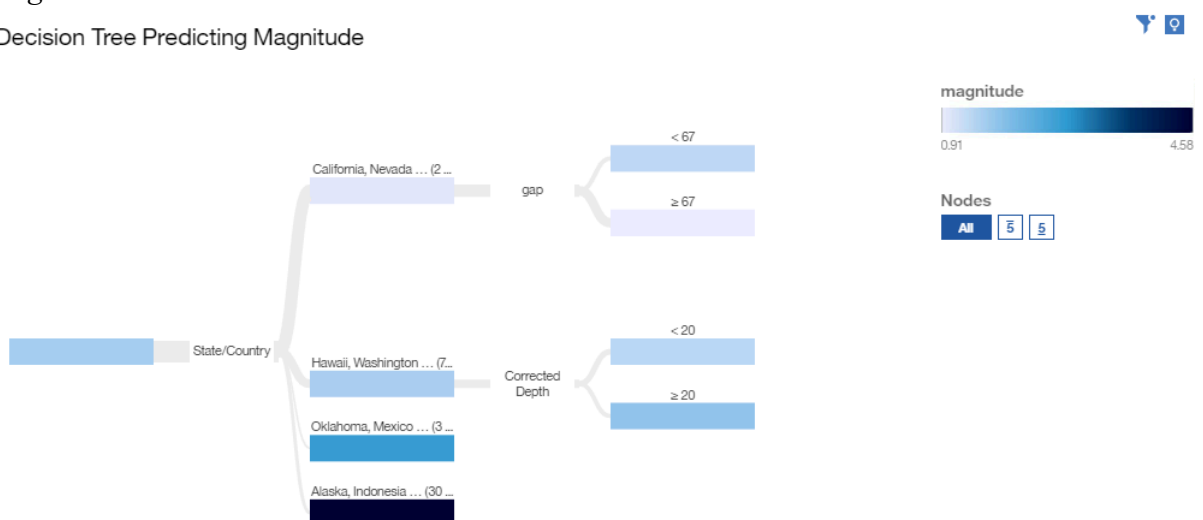 Decision Tree Predicting Magnitude
magnitude
0.91 4.58
Nodes
All 5 5
< 67
California, Nevada … (2 ...
gap
≥ 67
< 20
State/Country
Hawaii, Washington … (7...
Corrected
Depth
≥ 20
Oklahoma, Mexico … (3 ...
Alaska, Indonesia … (30 ...